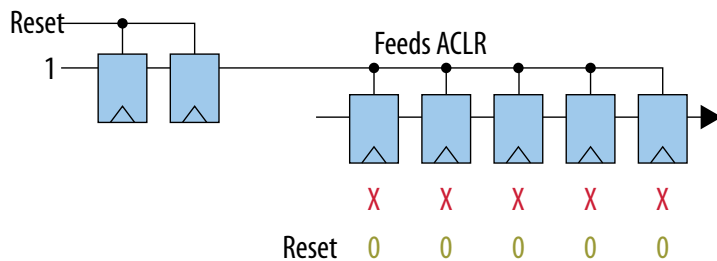 Reset
1
Feeds ACLR
X X X X X
Reset 0 0 0 0 0